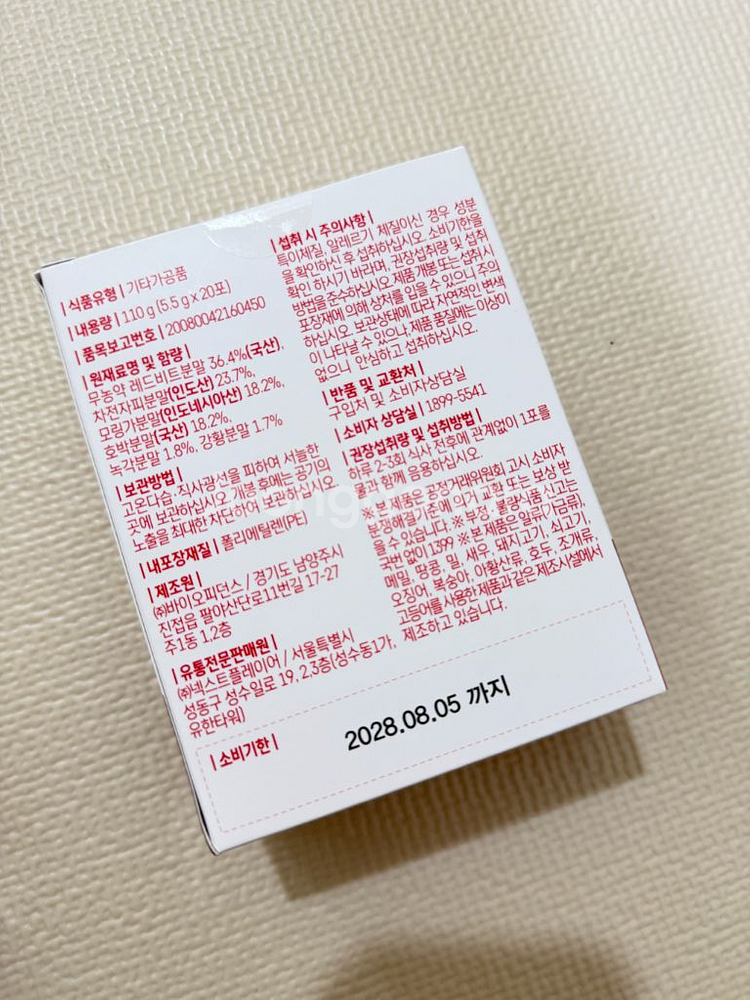 | 식품유형 | 기타가공품
| 내용량 | 110 g (5.5 g x 20포)
| 품목보고번호 | 20080042160450
| 원재료명 및 함량 |
무농약 레드비트분말 36.4%(국산),
차전자피분말(인도산) 23.7%,
모링가분말(인도네시아산) 18.2%,
호박분말(국산) 18.2%,
녹각분말 1.8%, 강황분말 1.7%
| 보관방법 |
고온다습, 직사광선을 피하여 서늘한
곳에 보관하십시오. 개봉 후에는 공기의
노출을 최대한 차단하여 보관하십시오.
| 내포장재질 | 폴리에틸렌(PE)
| 제조원 |
㈜바이오피던스 / 경기도 남양주시
진접읍 팔야산단로11번길 17-27
주1동 1,2층
| 유통전문판매원 |
㈜넥스트플레이어 / 서울특별시
성동구 성수일로 19, 2,3층(성수동1가,
유한타워)
| 섭취 시 주의사항 |
특이체질, 알레르기 체질이신 경우 성분
을 확인하신 후 섭취하십시오. 소비기한을
확인 하시기 바라며, 권장섭취량 및 섭취
방법을 준수하십시오. 제품 개봉 또는 섭취 시
포장재에 의해 상처를 입을 수 있으니 주의
하십시오. 보관상태에 따라 자연적인 변색
이 나타날 수 있으나, 제품 품질에는 이상이
없으니 안심하고 섭취하십시오.
| 반품 및 교환처 |
구입처 및 소비자상담실
| 소비자 상담실 | 1899-5541
| 권장섭취량 및 섭취방법 |
하루 2-3회 식사 전후에 관계없이 1포를
물과 함께 음용하십시오.
※ 본 제품은 공정거래위원회 고시 소비자
분쟁해결기준에 의거 교환 또는 보상 받
을 수 있습니다. ※ 부정, 불량식품 신고는
국번 없이 1399 ※ 본 제품은 알류(가금류),
메밀, 땅콩, 밀, 새우, 돼지고기, 쇠고기,
오징어, 복숭아, 아황산류, 호두, 조개류,
고등어를 사용한 제품과 같은 제조시설에서
제조하고 있습니다.
| 소비기한 |
2028.08.05 까지